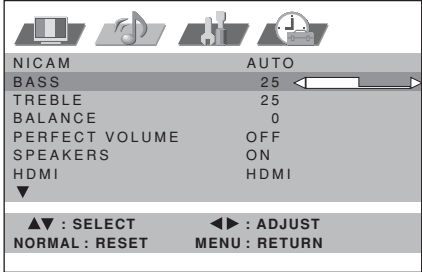 NICAM AUTO
BASS 25
TREBLE 25
BALANCE 0
PERFECT VOLUME OFF
SPEAKERS ON
HDMI HDMI
▼
▲▼ : SELECT ◀▶ : ADJUST
NORMAL : RESET MENU : RETURN